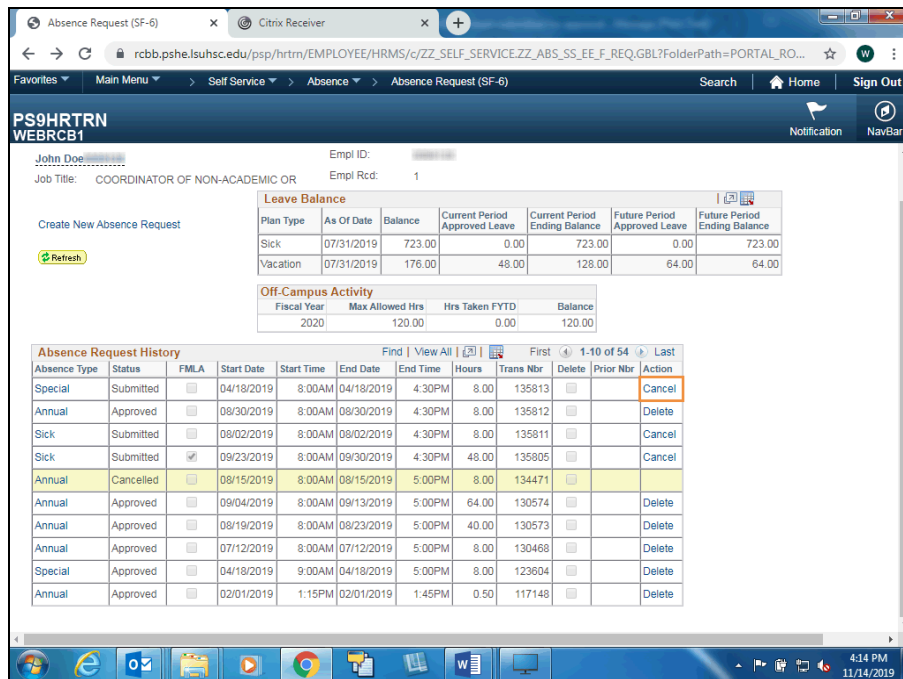 Absence Request (SF-6) × Citrix Receiver × +
rcbb.pshe.lsuhsc.edu/psp/hrtrn/EMPLOYEE/HRMS/c/ZZ_SELF_SERVICE.ZZ_ABS_SS_EE_F_REQ.GBL?FolderPath=PORTAL_RO... W
Favorites Main Menu > Self Service > Absence > Absence Request (SF-6) Search Home Sign Out
PS9HRTRN
WEBRCB1
Notification NavBar
John Doe Empl ID:
Job Title: COORDINATOR OF NON-ACADEMIC OR Empl Rcd: 1
Create New Absence Request
Refresh
Leave Balance
Plan Type As Of Date Balance Current Period Approved Leave Current Period Ending Balance Future Period Approved Leave Future Period Ending Balance
Sick 07/31/2019 723.00 0.00 723.00 0.00 723.00
Vacation 07/31/2019 176.00 48.00 128.00 64.00 64.00
Off-Campus Activity
Fiscal Year Max Allowed Hrs Hrs Taken FYTD Balance
2020 120.00 0.00 120.00
Absence Request History Find | View All | First 1-10 of 54 Last
Absence Type Status FMLA Start Date Start Time End Date End Time Hours Trans Nbr Delete Prior Nbr Action
Special Submitted 04/18/2019 8:00AM 04/18/2019 4:30PM 8.00 135813 Cancel
Annual Approved 08/30/2019 8:00AM 08/30/2019 4:30PM 8.00 135812 Delete
Sick Submitted 08/02/2019 8:00AM 08/02/2019 4:30PM 8.00 135811 Cancel
Sick Submitted 09/23/2019 8:00AM 09/30/2019 4:30PM 48.00 135805 Cancel
Annual Cancelled 08/15/2019 8:00AM 08/15/2019 5:00PM 8.00 134471
Annual Approved 09/04/2019 8:00AM 09/13/2019 5:00PM 64.00 130574 Delete
Annual Approved 08/19/2019 8:00AM 08/23/2019 5:00PM 40.00 130573 Delete
Annual Approved 07/12/2019 8:00AM 07/12/2019 5:00PM 8.00 130468 Delete
Special Approved 04/18/2019 9:00AM 04/18/2019 5:00PM 8.00 123604 Delete
Annual Approved 02/01/2019 1:15PM 02/01/2019 1:45PM 0.50 117148 Delete
4:14 PM
11/14/2019